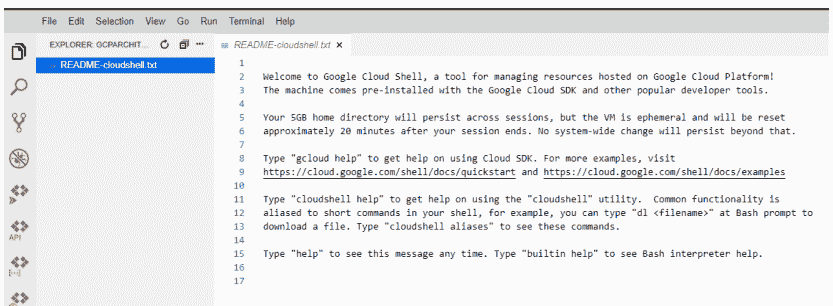 File Edit Selection View Go Run Terminal Help
EXPLORER: GCPARCHIT...
README-cloudshell.txt
README-cloudshell.txt
1
2 Welcome to Google Cloud Shell, a tool for managing resources hosted on Google Cloud Platform!
3 The machine comes pre-installed with the Google Cloud SDK and other popular developer tools.
4
5 Your 5GB home directory will persist across sessions, but the VM is ephemeral and will be reset
6 approximately 20 minutes after your session ends. No system-wide change will persist beyond that.
7
8 Type "gcloud help" to get help on using Cloud SDK. For more examples, visit
9 https://cloud.google.com/shell/docs/quickstart and https://cloud.google.com/shell/docs/examples
10
11 Type "cloudshell help" to get help on using the "cloudshell" utility. Common functionality is
12 aliased to short commands in your shell, for example, you can type "dl <filename>" at Bash prompt to
13 download a file. Type "cloudshell aliases" to see these commands.
14
15 Type "help" to see this message any time. Type "builtin help" to see Bash interpreter help.
16
17
API